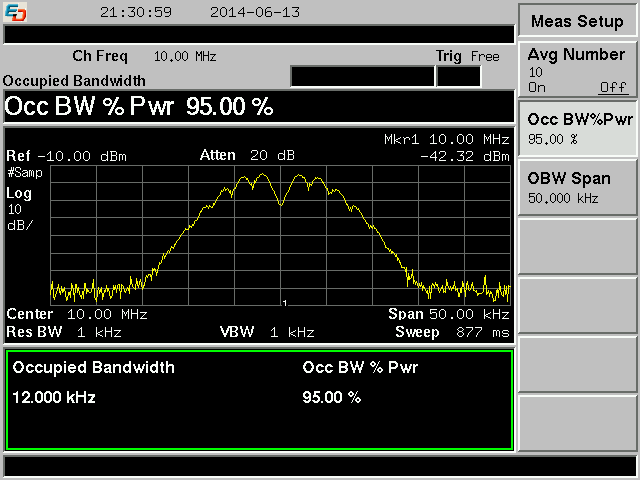 21:30:59 2014-06-13
Meas Setup
Ch Freq 10.00 MHz Trig Free
Avg Number
10
On Off
Occupied Bandwidth
Occ BW % Pwr 95.00 %
Occ BW%Pwr
95.00 %
Mkr1 10.00 MHz
Ref -10.00 dBm Atten 20 dB -42.32 dBm
#Samp
Log
10
dB/
OBW Span
50.000 kHz
1
Center 10.00 MHz Span 50.00 kHz
Res BW 1 kHz VBW 1 kHz Sweep 877 ms
Occupied Bandwidth Occ BW % Pwr
12.000 kHz 95.00 %